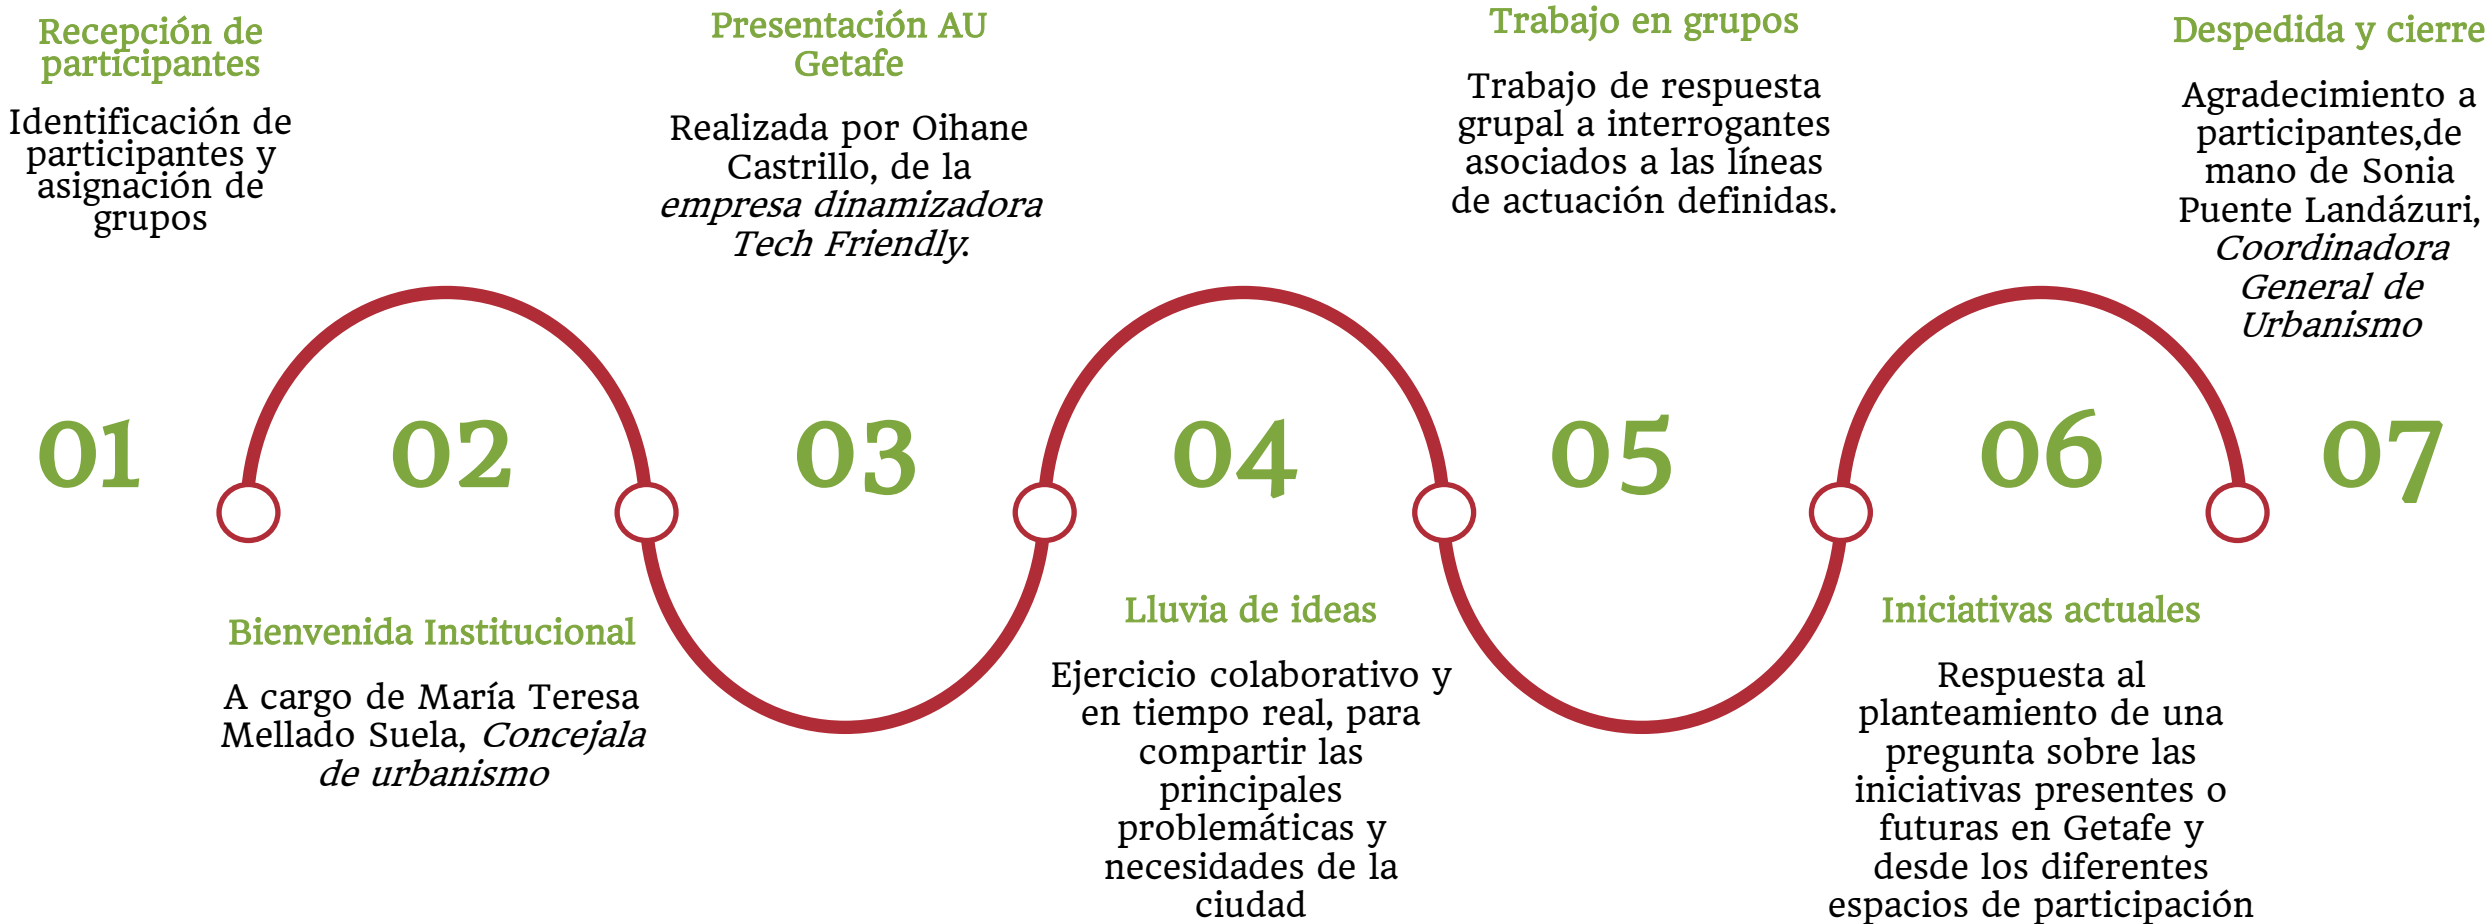 Recepción de
participantes
Identificación de
participantes y
asignación de
grupos
01
02
Bienvenida Institucional
A cargo de María Teresa
Mellado Suela, Concejala
de urbanismo
Presentación AU
Getafe
Realizada por Oihane
Castrillo, de la
empresa dinamizadora
Tech Friendly.
03
04
Lluvia de ideas
Ejercicio colaborativo y
en tiempo real, para
compartir las
principales
problemáticas y
necesidades de la
ciudad
Trabajo en grupos
Trabajo de respuesta
grupal a interrogantes
asociados a las líneas
de actuación definidas.
05
06
Iniciativas actuales
Respuesta al
planteamiento de una
pregunta sobre las
iniciativas presentes o
futuras en Getafe y
desde los diferentes
espacios de participación
Despedida y cierre
Agradecimiento a
participantes,de
mano de Sonia
Puente Landázuri,
Coordinadora
General de
Urbanismo
07